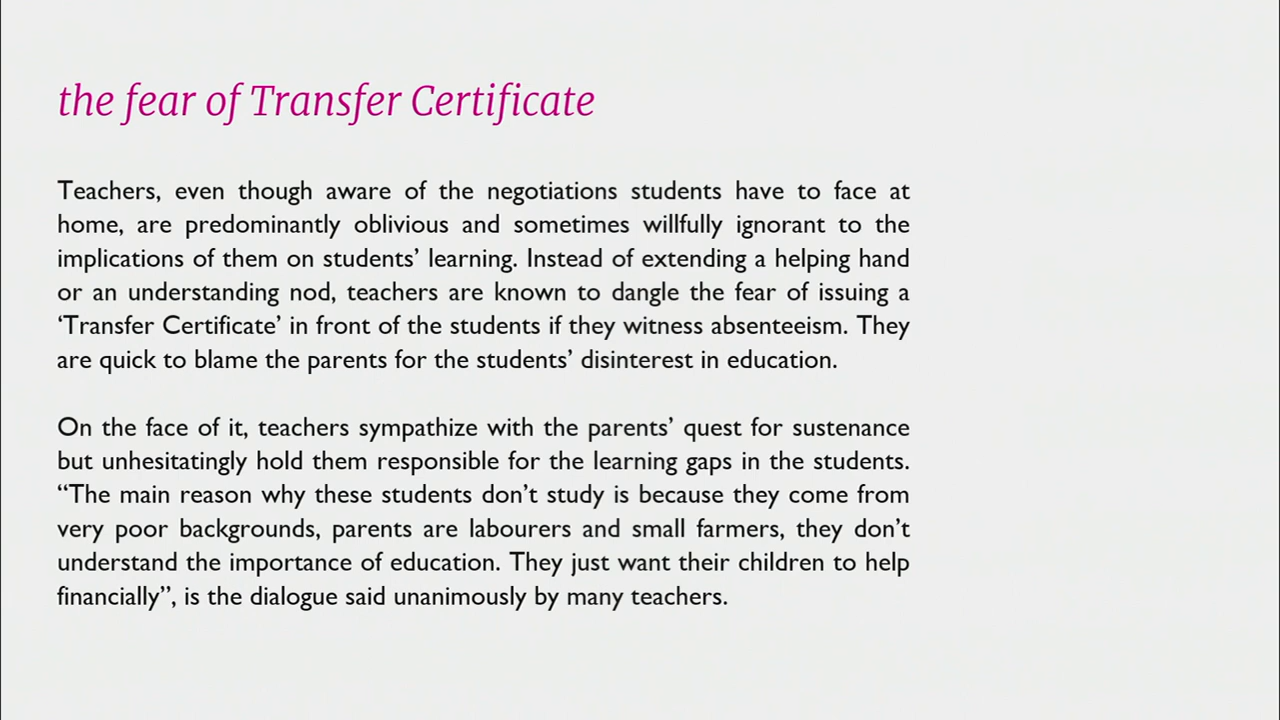 the fear of Transfer Certificate
Teachers, even though aware of the negotiations students have to face at
home, are predominantly oblivious and sometimes willfully ignorant to the
implications of them on students’ learning. Instead of extending a helping hand
or an understanding nod, teachers are known to dangle the fear of issuing a
‘Transfer Certificate’ in front of the students if they witness absenteeism. They
are quick to blame the parents for the students’ disinterest in education.
On the face of it, teachers sympathize with the parents’ quest for sustenance
but unhesitatingly hold them responsible for the learning gaps in the students.
“The main reason why these students don’t study is because they come from
very poor backgrounds, parents are labourers and small farmers, they don’t
understand the importance of education. They just want their children to help
financially”, is the dialogue said unanimously by many teachers.